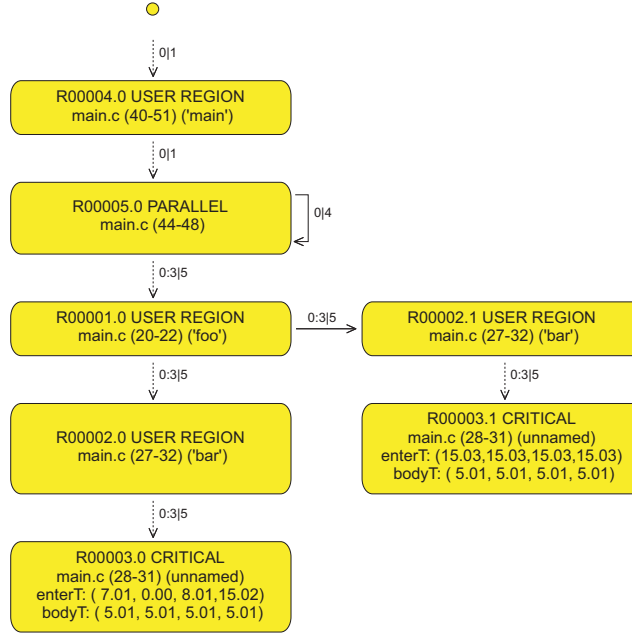 0|1
R00004.0 USER REGION
main.c (40-51) ('main')
0|1
R00005.0 PARALLEL
main.c (44-48)
0|4
0:3|5
R00001.0 USER REGION
main.c (20-22) ('foo')
0:3|5
R00002.1 USER REGION
main.c (27-32) ('bar')
0:3|5
0:3|5
R00002.0 USER REGION
main.c (27-32) ('bar')
R00003.1 CRITICAL
main.c (28-31) (unnamed)
enterT: (15.03,15.03,15.03,15.03)
bodyT: ( 5.01, 5.01, 5.01, 5.01)
0:3|5
R00003.0 CRITICAL
main.c (28-31) (unnamed)
enterT: ( 7.01, 0.00, 8.01,15.02)
bodyT: ( 5.01, 5.01, 5.01, 5.01)